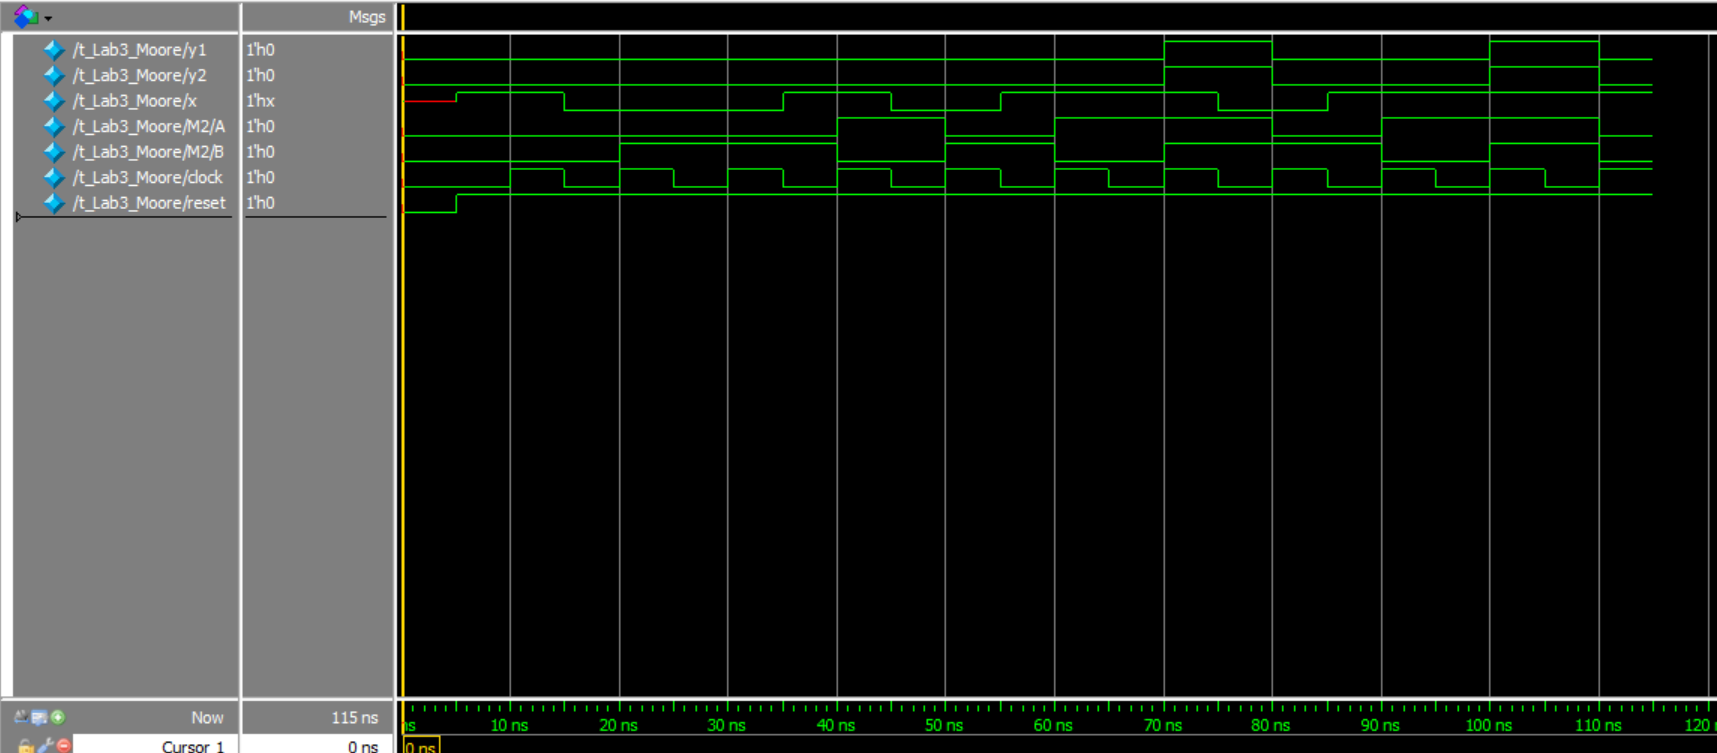 Msgs
/t_Lab3_Moore/y1 1'h0
/t_Lab3_Moore/y2 1'h0
/t_Lab3_Moore/x 1'hx
/t_Lab3_Moore/M2/A 1'h0
/t_Lab3_Moore/M2/B 1'h0
/t_Lab3_Moore/clock 1'h0
/t_Lab3_Moore/reset 1'h0
Now 115 ns ns 10 ns 20 ns 30 ns 40 ns 50 ns 60 ns 70 ns 80 ns 90 ns 100 ns 110 ns 120
Cursor 1 0 ns 0 ns